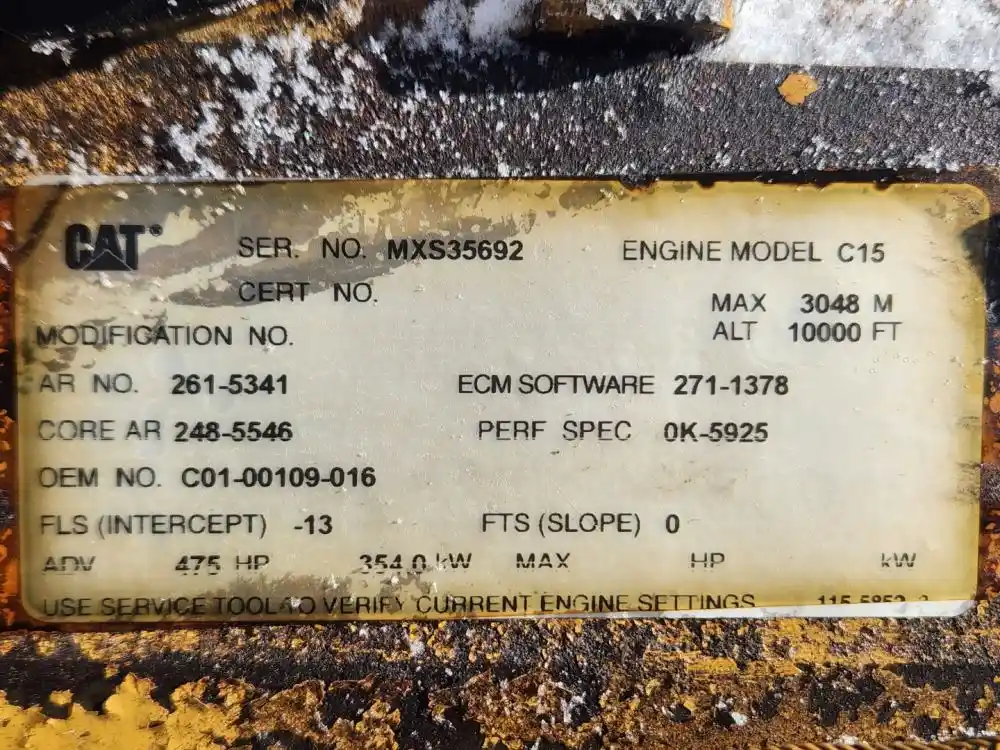 CAT® SER. NO. MXS35692 ENGINE MODEL C15
CERT NO. MAX 3048 M
ALT 10000 FT
MODIFICATION NO.
AR NO. 261-5341 ECM SOFTWARE 271-1378
CORE AR 248-5546 PERF SPEC 0K-5925
OEM NO. C01-00109-016
FLS (INTERCEPT) -13 FTS (SLOPE) 0
ADV 475 HP 354.0 kW MAX HP kW
USE SERVICE TOOL TO VERIFY CURRENT ENGINE SETTINGS